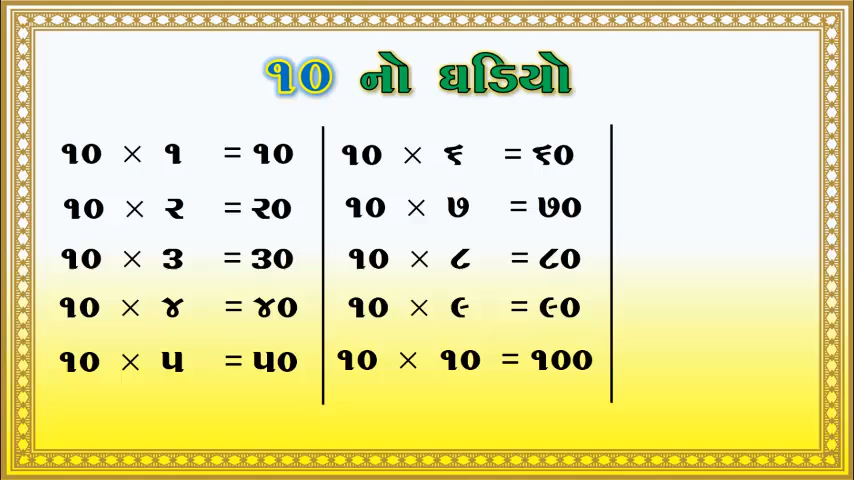 ૧૦ નો ઘડિયો
૧૦ × ૧ = ૧૦
૧૦ × ૨ = ૨૦
૧૦ × ૩ = ૩૦
૧૦ × ૪ = ૪૦
૧૦ × ૫ = ૫૦
૧૦ × ૬ = ૬૦
૧૦ × ૭ = ૭૦
૧૦ × ૮ = ૮૦
૧૦ × ૯ = ૯૦
૧૦ × ૧૦ = ૧૦૦